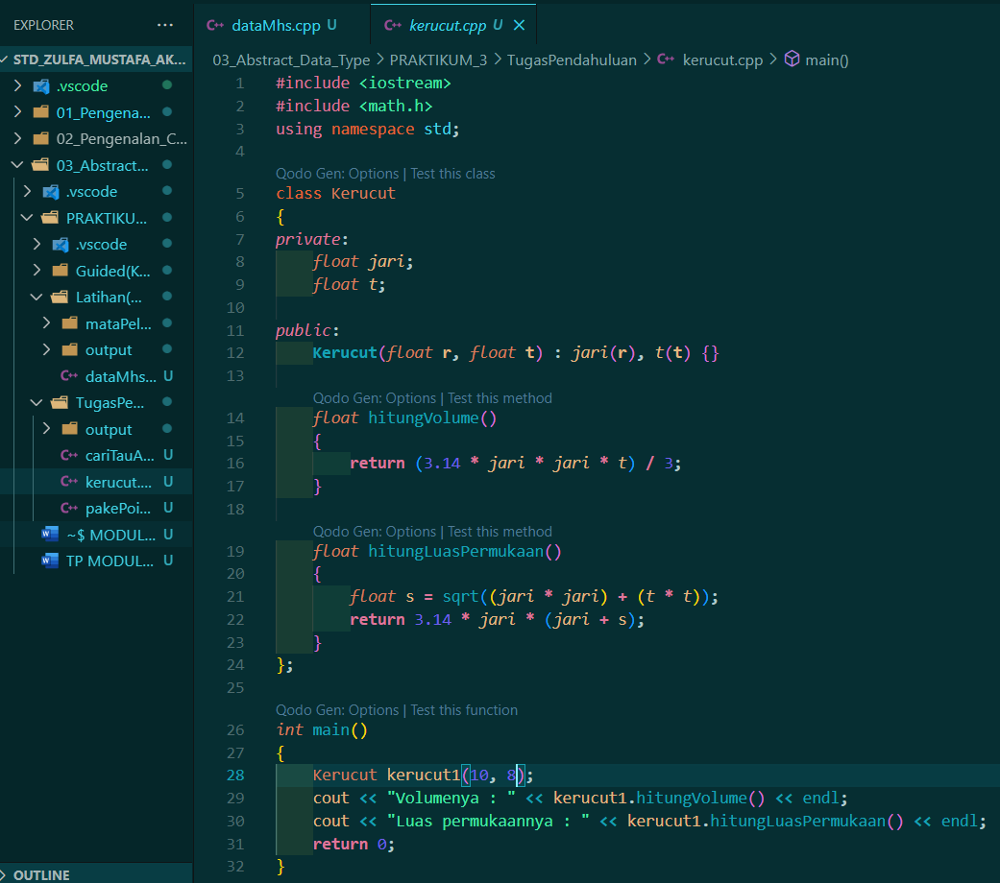 EXPLORER ...
STD_ZULFA_MUSTAFA_AK...
.vscode
01_Pengena...
02_Pengenalan_C...
03_Abstract...
.vscode
PRAKTIKU...
.vscode
Guided(K...
Latihan(...
mataPel...
output
dataMhs... U
TugasPe...
output
cariTauA... U
kerucut.... U
pakePoi... U
~$ MODUL... U
TP MODUL... U
OUTLINE
dataMhs.cpp U
kerucut.cpp U
03_Abstract_Data_Type > PRAKTIKUM_3 > TugasPendahuluan > kerucut.cpp > main()
1 #include <iostream>
2 #include <math.h>
3 using namespace std;
4
Qodo Gen: Options | Test this class
5 class Kerucut
6 {
7 private:
8 float jari;
9 float t;
10
11 public:
12 Kerucut(float r, float t) : jari(r), t(t) {}
13
Qodo Gen: Options | Test this method
14 float hitungVolume()
15 {
16 return (3.14 * jari * jari * t) / 3;
17 }
18
Qodo Gen: Options | Test this method
19 float hitungLuasPermukaan()
20 {
21 float s = sqrt((jari * jari) + (t * t));
22 return 3.14 * jari * (jari + s);
23 }
24 };
25
Qodo Gen: Options | Test this function
26 int main()
27 {
28 Kerucut kerucut1(10, 8);
29 cout << "Volumenya : " << kerucut1.hitungVolume() << endl;
30 cout << "Luas permukaannya : " << kerucut1.hitungLuasPermukaan() << endl;
31 return 0;
32 }